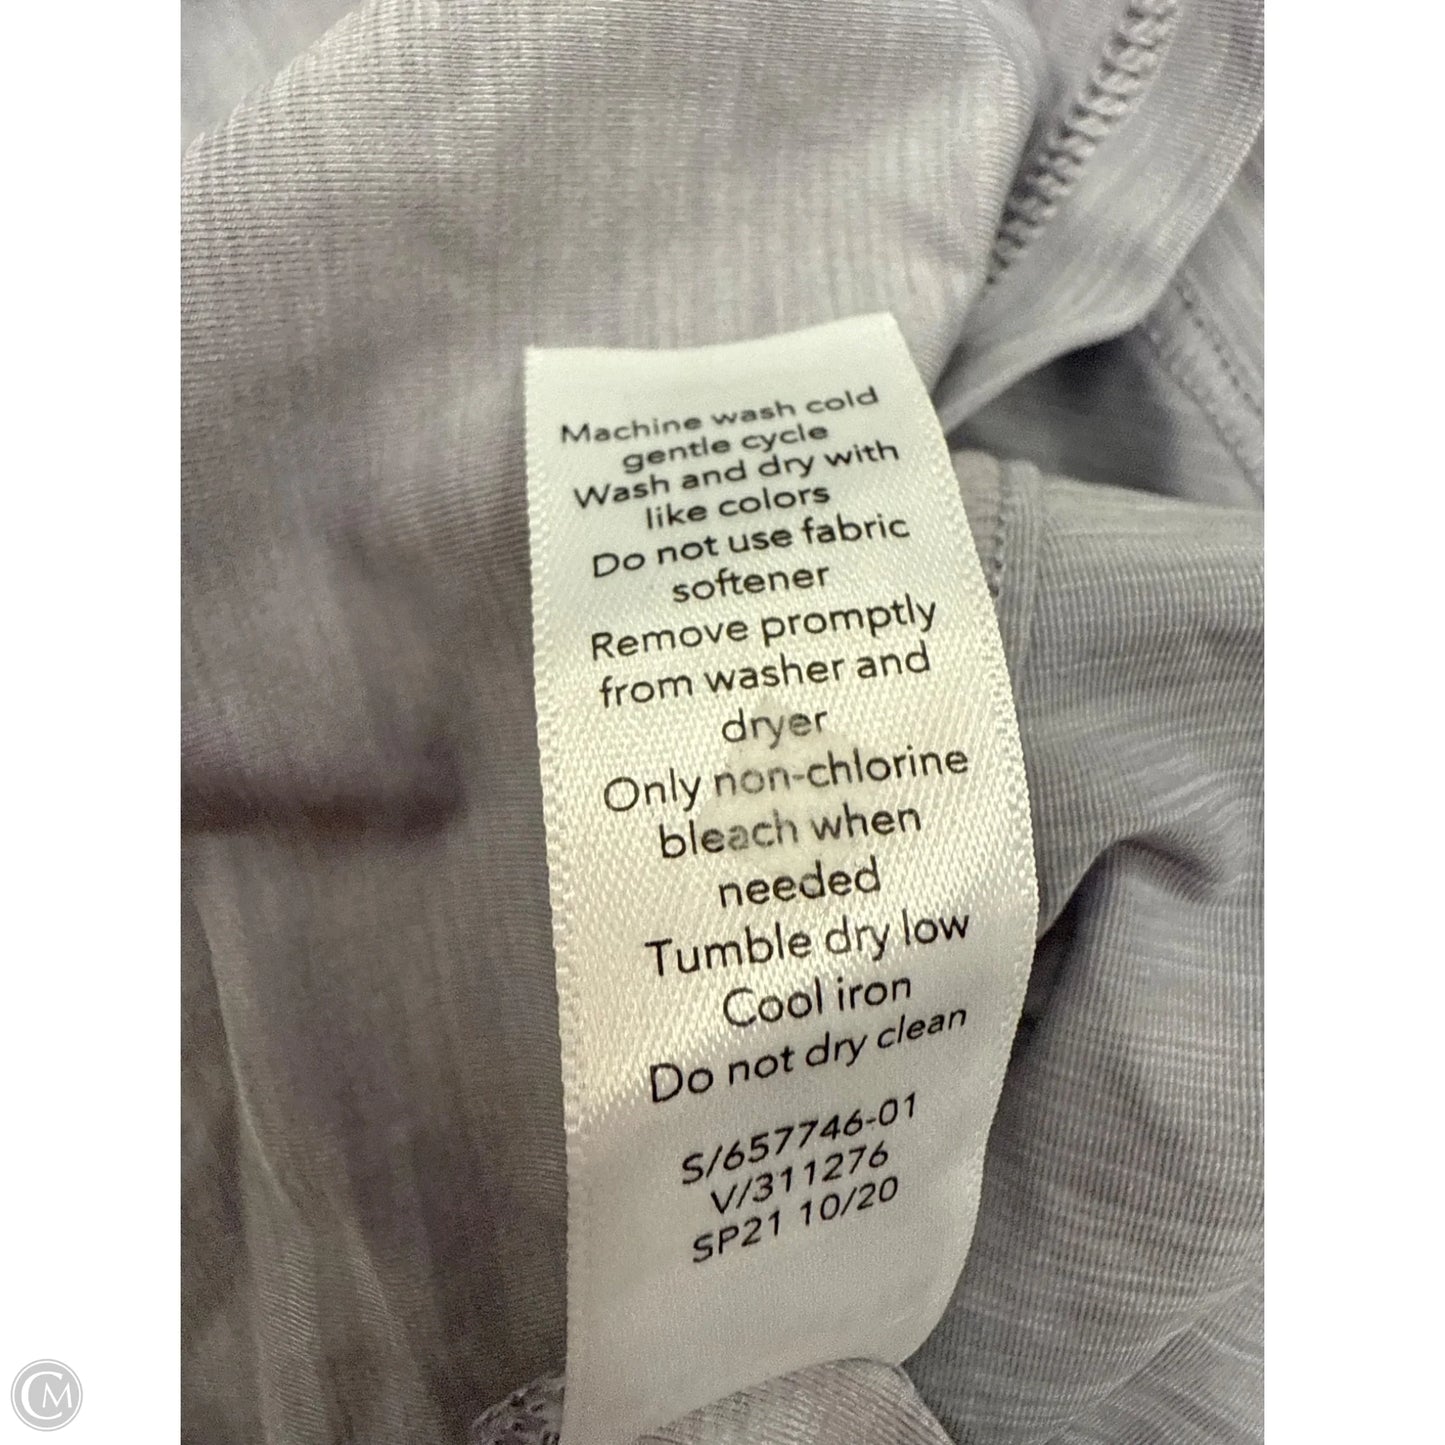 Machine wash cold
gentle cycle
Wash and dry with
like colors
Do not use fabric
softener
Remove promptly
from washer and
dryer
Only non-chlorine
bleach when
needed
Tumble dry low
Cool iron
Do not dry clean
S/657746-01
V/311276
SP21 10/20
CM